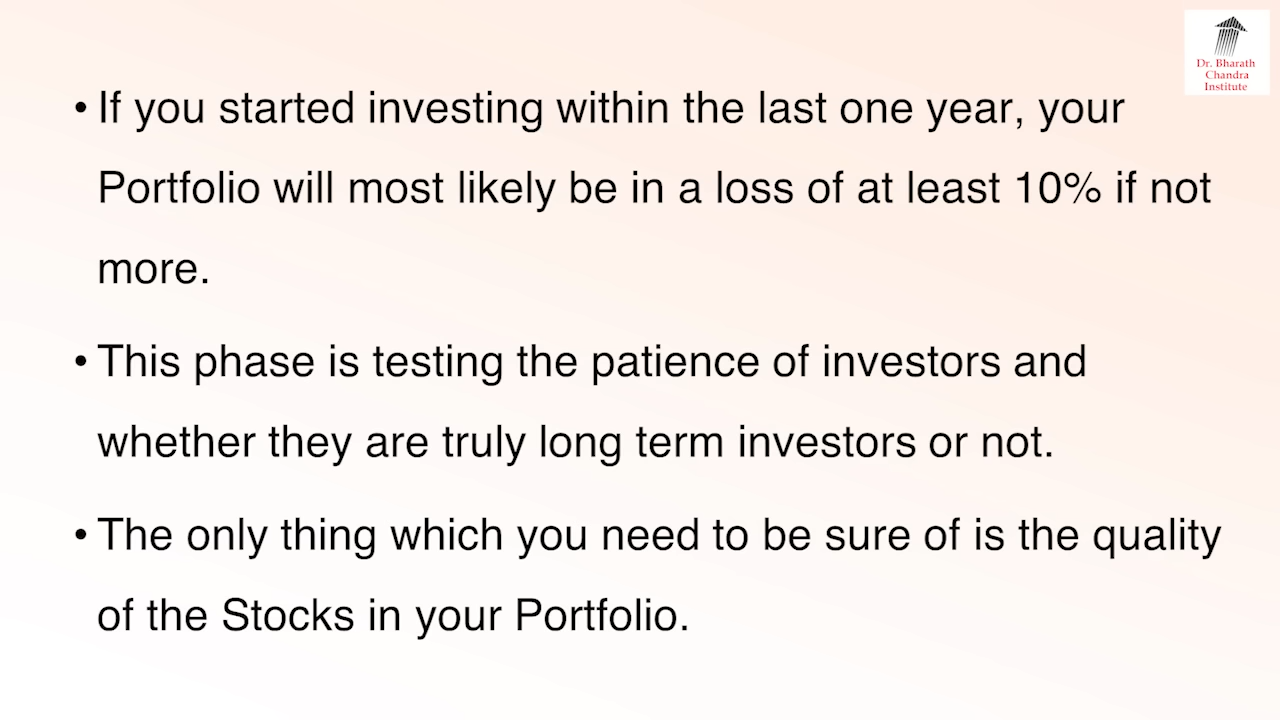 Dr. Bharath
Chandra
Institute
• If you started investing within the last one year, your
Portfolio will most likely be in a loss of at least 10% if not
more.
• This phase is testing the patience of investors and
whether they are truly long term investors or not.
• The only thing which you need to be sure of is the quality
of the Stocks in your Portfolio.